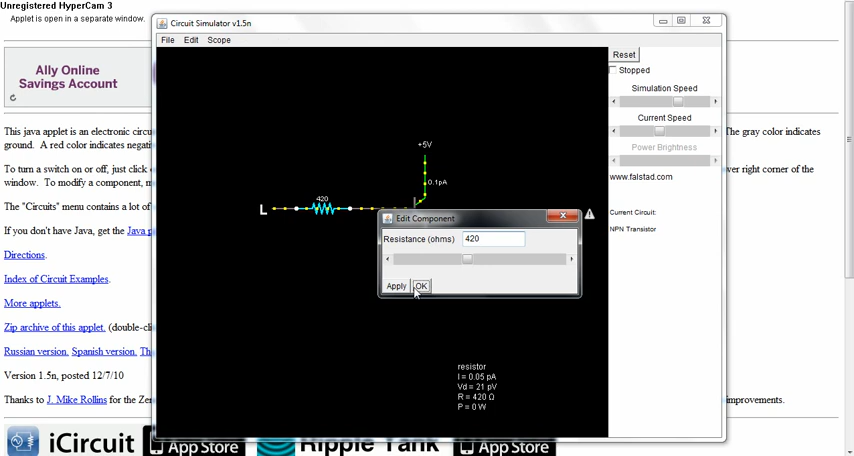 Unregistered HyperCam 3
Applet is open in a separate window.
Circuit Simulator v1.5n
File Edit Scope
Reset
Stopped
Simulation Speed
Current Speed
Power Brightness
www.falstad.com
Current Circuit:
NPN Transistor
Ally Online
Savings Account
+5V
0.1pA
420
L
Edit Component
Resistance (ohms) 420
Apply OK
resistor
I = 0.05 pA
Vd = 21 pV
R = 420 Ω
P = 0 W
This java applet is an electronic circu
The gray color indicates
ground. A red color indicates negati
To turn a switch on or off, just click
ver right corner of the
window. To modify a component, m
The "Circuits" menu contains a lot of
If you don't have Java, get the Java p
Directions.
Index of Circuit Examples.
More applets.
Zip archive of this applet. (double-cli
Russian version. Spanish version. Th
Version 1.5n, posted 12/7/10
Thanks to J. Mike Rollins for the Zen
improvements.
iCircuit App Store Ripple Tank App Store